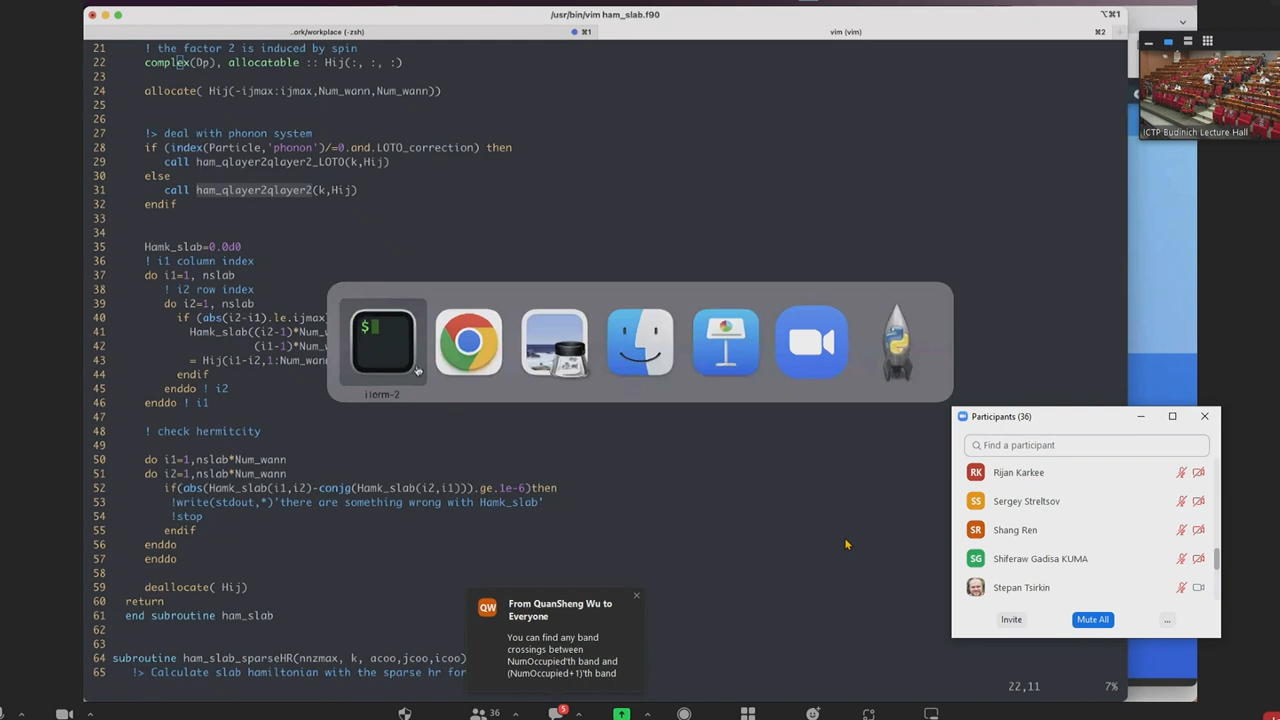 /usr/bin/vim ham_slab.f90
⌥⌘1
..ork/workplace (-zsh)
⌘1
vim (vim)
⌘2
21 ! the factor 2 is induced by spin
22 complex(Dp), allocatable :: Hij(:, :, :)
23
24 allocate( Hij(-ijmax:ijmax,Num_wann,Num_wann))
25
26
27 !> deal with phonon system
28 if (index(Particle,'phonon')/=0.and.LOTO_correction) then
29 call ham_qlayer2qlayer2_LOTO(k,Hij)
30 else
31 call ham_qlayer2qlayer2(k,Hij)
32 endif
33
34
35 Hamk_slab=0.0d0
36 ! i1 column index
37 do i1=1, nslab
38 ! i2 row index
39 do i2=1, nslab
40 if (abs(i2-i1).le.ijmax)
41 Hamk_slab((i2-1)*Num_w
42 (i1-1)*Num_w
43 = Hij(i1-i2,1:Num_wann
44 endif
45 enddo ! i2
46 enddo ! i1
47
48 ! check hermitcity
49
50 do i1=1,nslab*Num_wann
51 do i2=1,nslab*Num_wann
52 if(abs(Hamk_slab(i1,i2)-conjg(Hamk_slab(i2,i1))).ge.1e-6)then
53 !write(stdout,*)'there are something wrong with Hamk_slab'
54 !stop
55 endif
56 enddo
57 enddo
58
59 deallocate( Hij)
60 return
61 end subroutine ham_slab
62
63
64 subroutine ham_slab_sparseHR(nnzmax, k, acoo,jcoo,icoo)
65 !> Calculate slab hamiltonian with the sparse hr for
22,11 7%
$
iTerm-2
ICTP Budinich Lecture Hall
Participants (36)
Find a participant
RK Rijan Karkee
SS Sergey Streltsov
SR Shang Ren
SG Shiferaw Gadisa KUMA
Stepan Tsirkin
Invite
Mute All
...
QW
From QuanSheng Wu to
Everyone
You can find any band
crossings between
NumOccupied'th band and
(NumOccupied+1)'th band
36
5